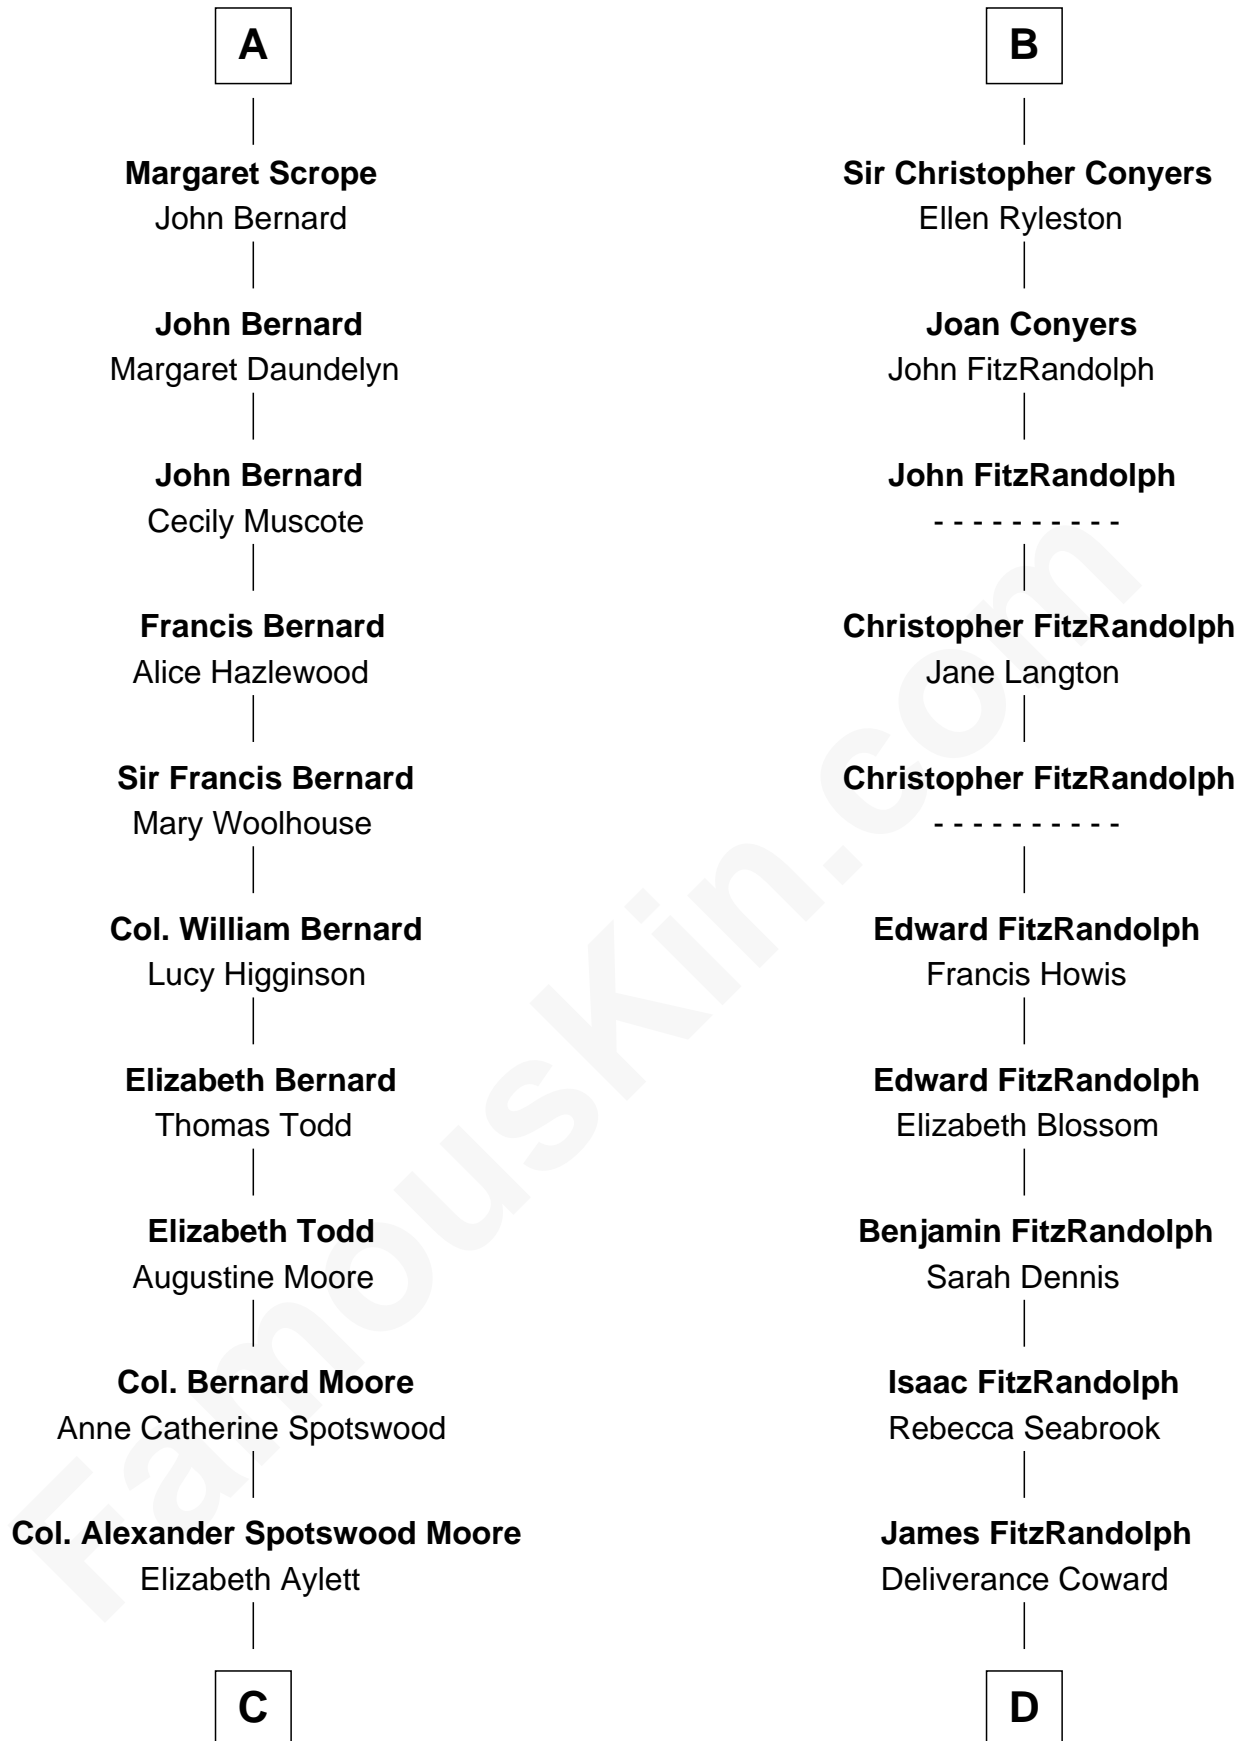 A
Margaret Scrope
John Bernard
John Bernard
Margaret Daundelyn
John Bernard
Cecily Muscote
Francis Bernard
Alice Hazlewood
Sir Francis Bernard
Mary Woolhouse
Col. William Bernard
Lucy Higginson
Elizabeth Bernard
Thomas Todd
Elizabeth Todd
Augustine Moore
Col. Bernard Moore
Anne Catherine Spotswood
Col. Alexander Spotswood Moore
Elizabeth Aylett
C
B
Sir Christopher Conyers
Ellen Ryleston
Joan Conyers
John FitzRandolph
John FitzRandolph
- - - - - - - - - -
Christopher FitzRandolph
Jane Langton
Christopher FitzRandolph
- - - - - - - - - -
Edward FitzRandolph
Francis Howis
Edward FitzRandolph
Elizabeth Blossom
Benjamin FitzRandolph
Sarah Dennis
Isaac FitzRandolph
Rebecca Seabrook
James FitzRandolph
Deliverance Coward
D
FamousKin.com